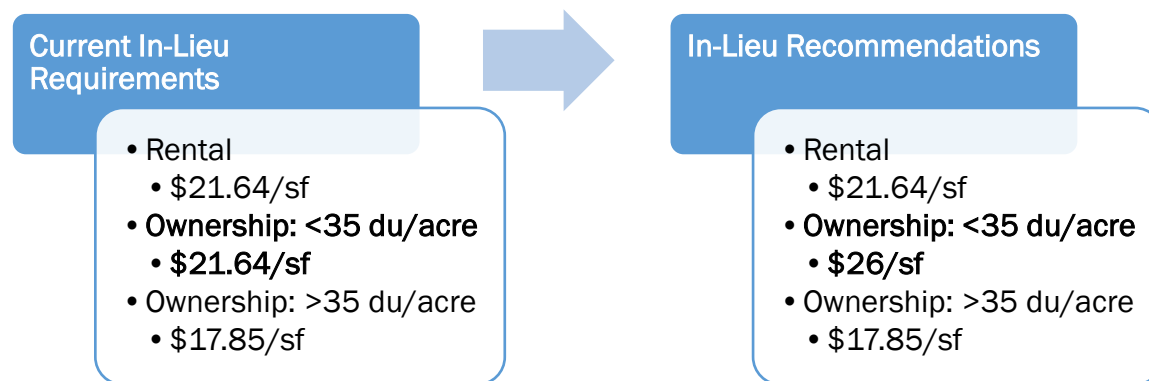 Current In-Lieu
Requirements
• Rental
• $21.64/sf
• Ownership: <35 du/acre
• $21.64/sf
• Ownership: >35 du/acre
• $17.85/sf
In-Lieu Recommendations
• Rental
• $21.64/sf
• Ownership: <35 du/acre
• $26/sf
• Ownership: >35 du/acre
• $17.85/sf